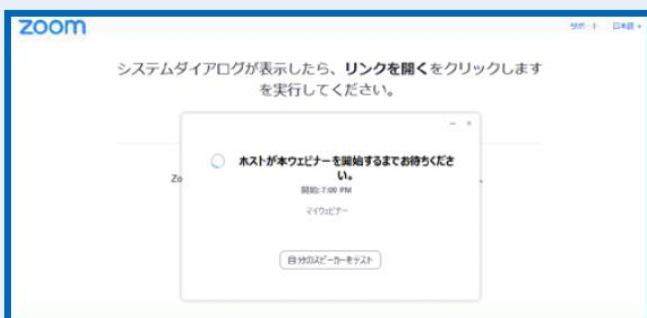 zoom
サポート 日本語
システムダイアログが表示したら、リンクを開くをクリックします
を実行してください。
ホストが本ウェビナーを開始するまでお待ちくださ
い。
Zo
開始: 7:00 PM
マイウェビナー
自分のスピーカーをテスト